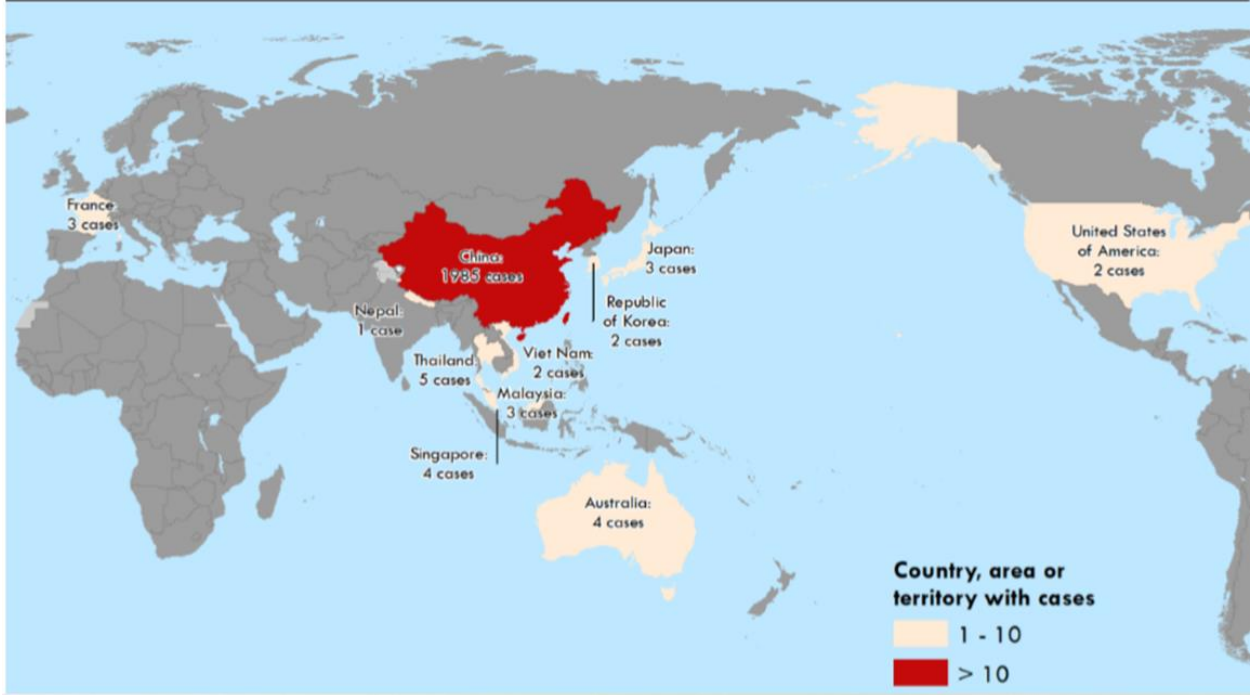 France:
3 cases
China:
1985 cases
Japan:
3 cases
Republic
of Korea:
2 cases
Nepal:
1 case
Thailand:
5 cases
Viet Nam:
2 cases
Malaysia:
3 cases
Singapore:
4 cases
Australia:
4 cases
United States
of America:
2 cases
Country, area or
territory with cases
1 - 10
> 10